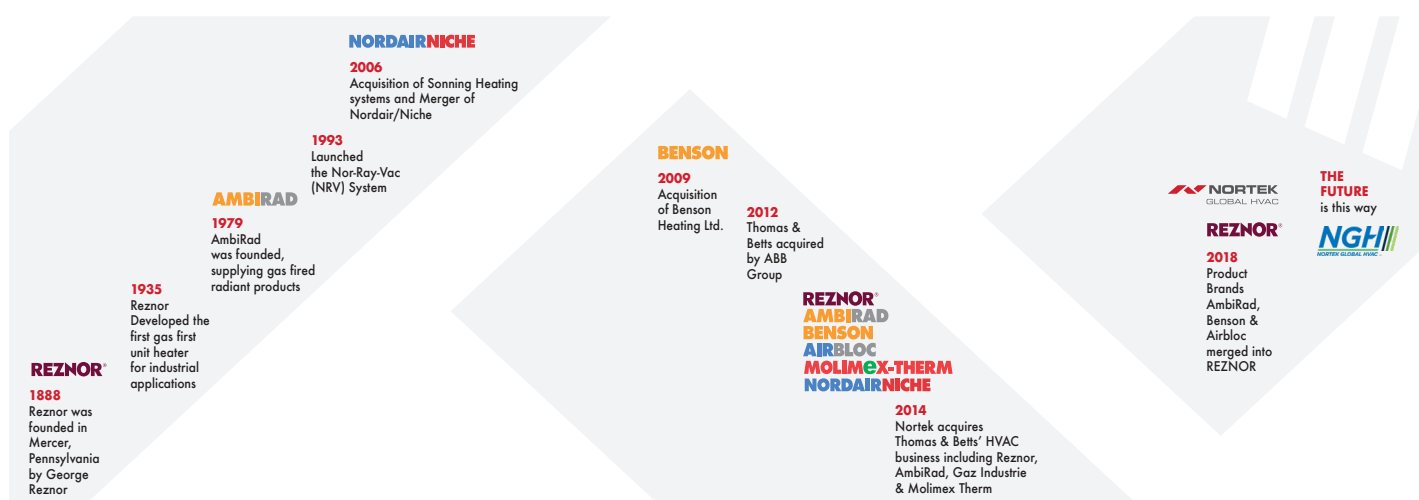 REZNOR®
1888
Reznor was
founded in
Mercer,
Pennsylvania
by George
Reznor
1935
Reznor
Developed the
first gas first
unit heater
for industrial
applications
AMBIRAD
1979
AmbiRad
was founded,
supplying gas fired
radiant products
1993
Launched
the Nor-Ray-Vac
(NRV) System
NORDAIRNICHE
2006
Acquisition of Sonning Heating
systems and Merger of
Nordair/Niche
BENSON
2009
Acquisition
of Benson
Heating Ltd.
2012
Thomas &
Betts acquired
by ABB
Group
REZNOR®
AMBIRAD
BENSON
AIRBLOC
MOLIMeX-THERM
NORDAIRNICHE
2014
Nortek acquires
Thomas & Betts’ HVAC
business including Reznor,
AmbiRad, Gaz Industrie
& Molimex Therm
NORTEK
GLOBAL HVAC
REZNOR®
2018
Product
Brands
AmbiRad,
Benson &
Airbloc
merged into
REZNOR
THE
FUTURE
is this way
NGH
NORTEK GLOBAL HVAC